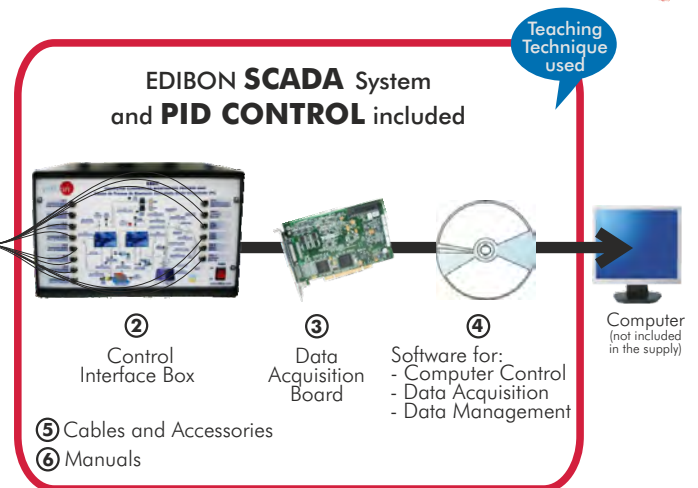 Teaching
Technique
used
EDIBON SCADA System
and PID CONTROL included
②
Control
Interface Box
③
Data
Acquisition
Board
④
Software for:
- Computer Control
- Data Acquisition
- Data Management
Computer
(not included
in the supply)
⑤ Cables and Accessories
⑥ Manuals